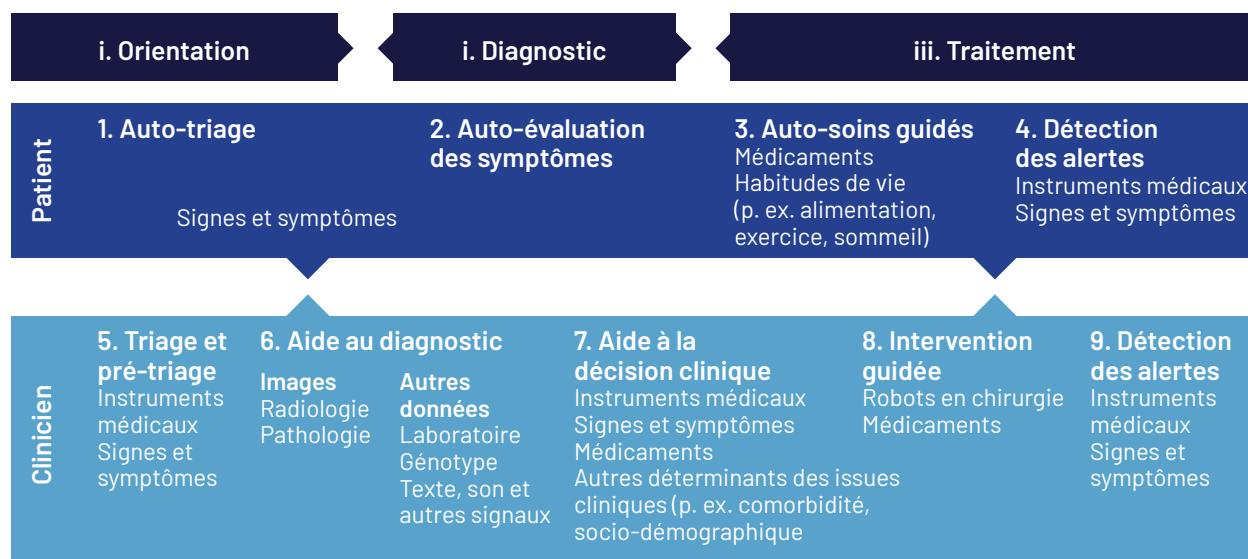 i. Orientation
i. Diagnostic
iii. Traitement
Patient
1. Auto-triage
2. Auto-évaluation
des symptômes
Signes et symptômes
3. Auto-soins guidés
Médicaments
Habitudes de vie
(p. ex. alimentation,
exercice, sommeil)
4. Détection
des alertes
Instruments médicaux
Signes et symptômes
Clinicien
5. Triage et
pré-triage
Instruments
médicaux
Signes et
symptômes
6. Aide au diagnostic
Images
Radiologie
Pathologie
Autres
données
Laboratoire
Génotype
Texte, son et
autres signaux
7. Aide à la
décision clinique
Instruments médicaux
Signes et symptômes
Médicaments
Autres déterminants des issues
cliniques (p. ex. comorbidité,
socio-démographique
8. Intervention
guidée
Robots en chirurgie
Médicaments
9. Détection
des alertes
Instruments
médicaux
Signes et
symptômes